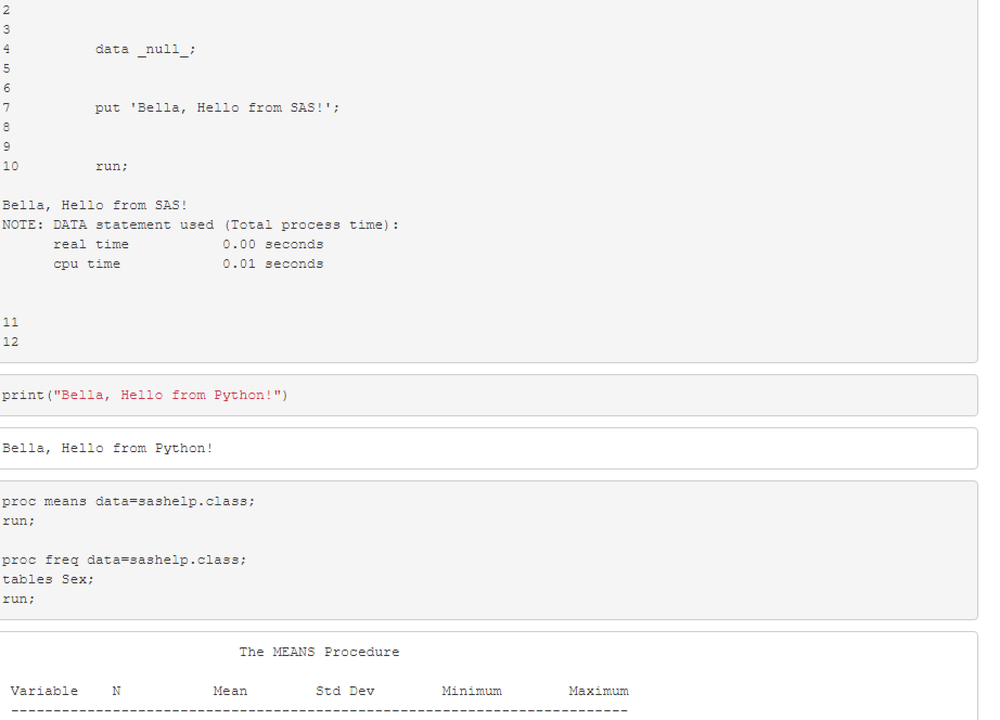 2
3
4          data _null_;
5
6
7          put 'Bella, Hello from SAS!';
8
9
10         run;
Bella, Hello from SAS!
NOTE: DATA statement used (Total process time):
      real time           0.00 seconds
      cpu time            0.01 seconds
11
12
print("Bella, Hello from Python!")
Bella, Hello from Python!
proc means data=sashelp.class;
run;
proc freq data=sashelp.class;
tables Sex;
run;
The MEANS Procedure
Variable    N           Mean        Std Dev        Minimum        Maximum
-------------------------------------------------------------------------